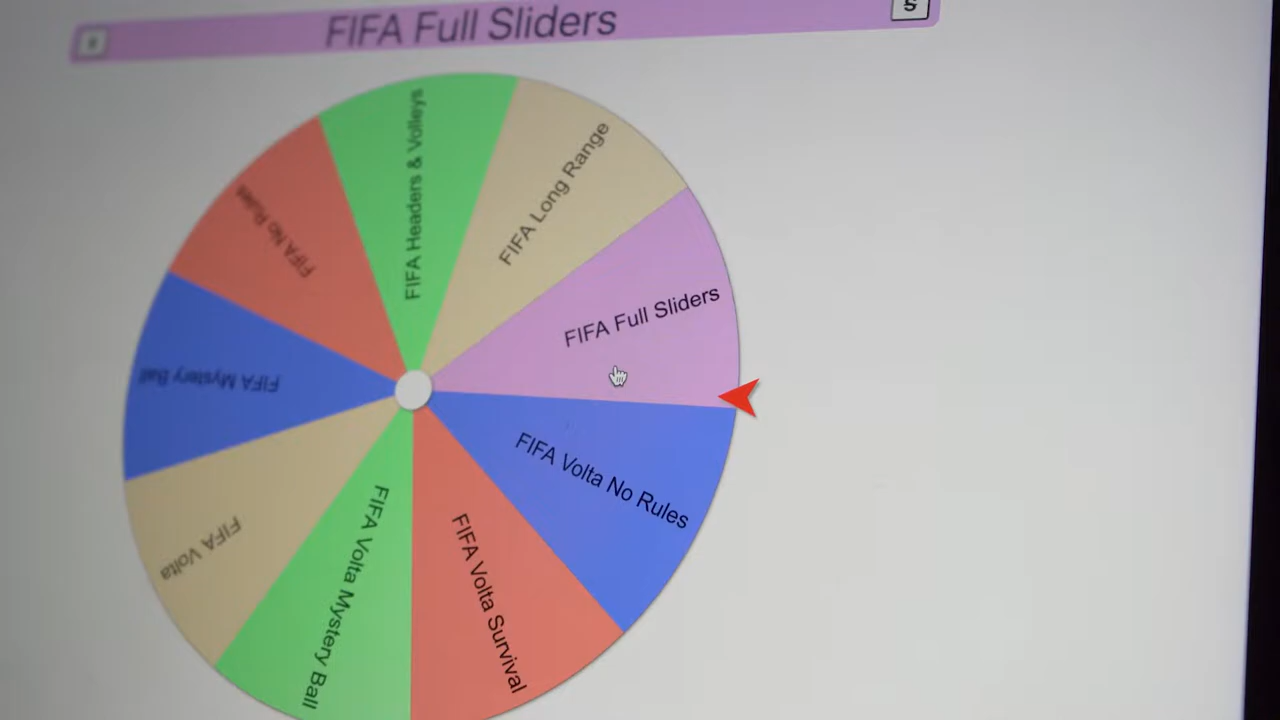 FIFA Full Sliders
S
FIFA Headers & Volleys
FIFA Long Range
FIFA No Rules
FIFA Full Sliders
FIFA Mystery Ball
FIFA Volta No Rules
FIFA Volta
FIFA Volta Mystery Ball
FIFA Volta Survival